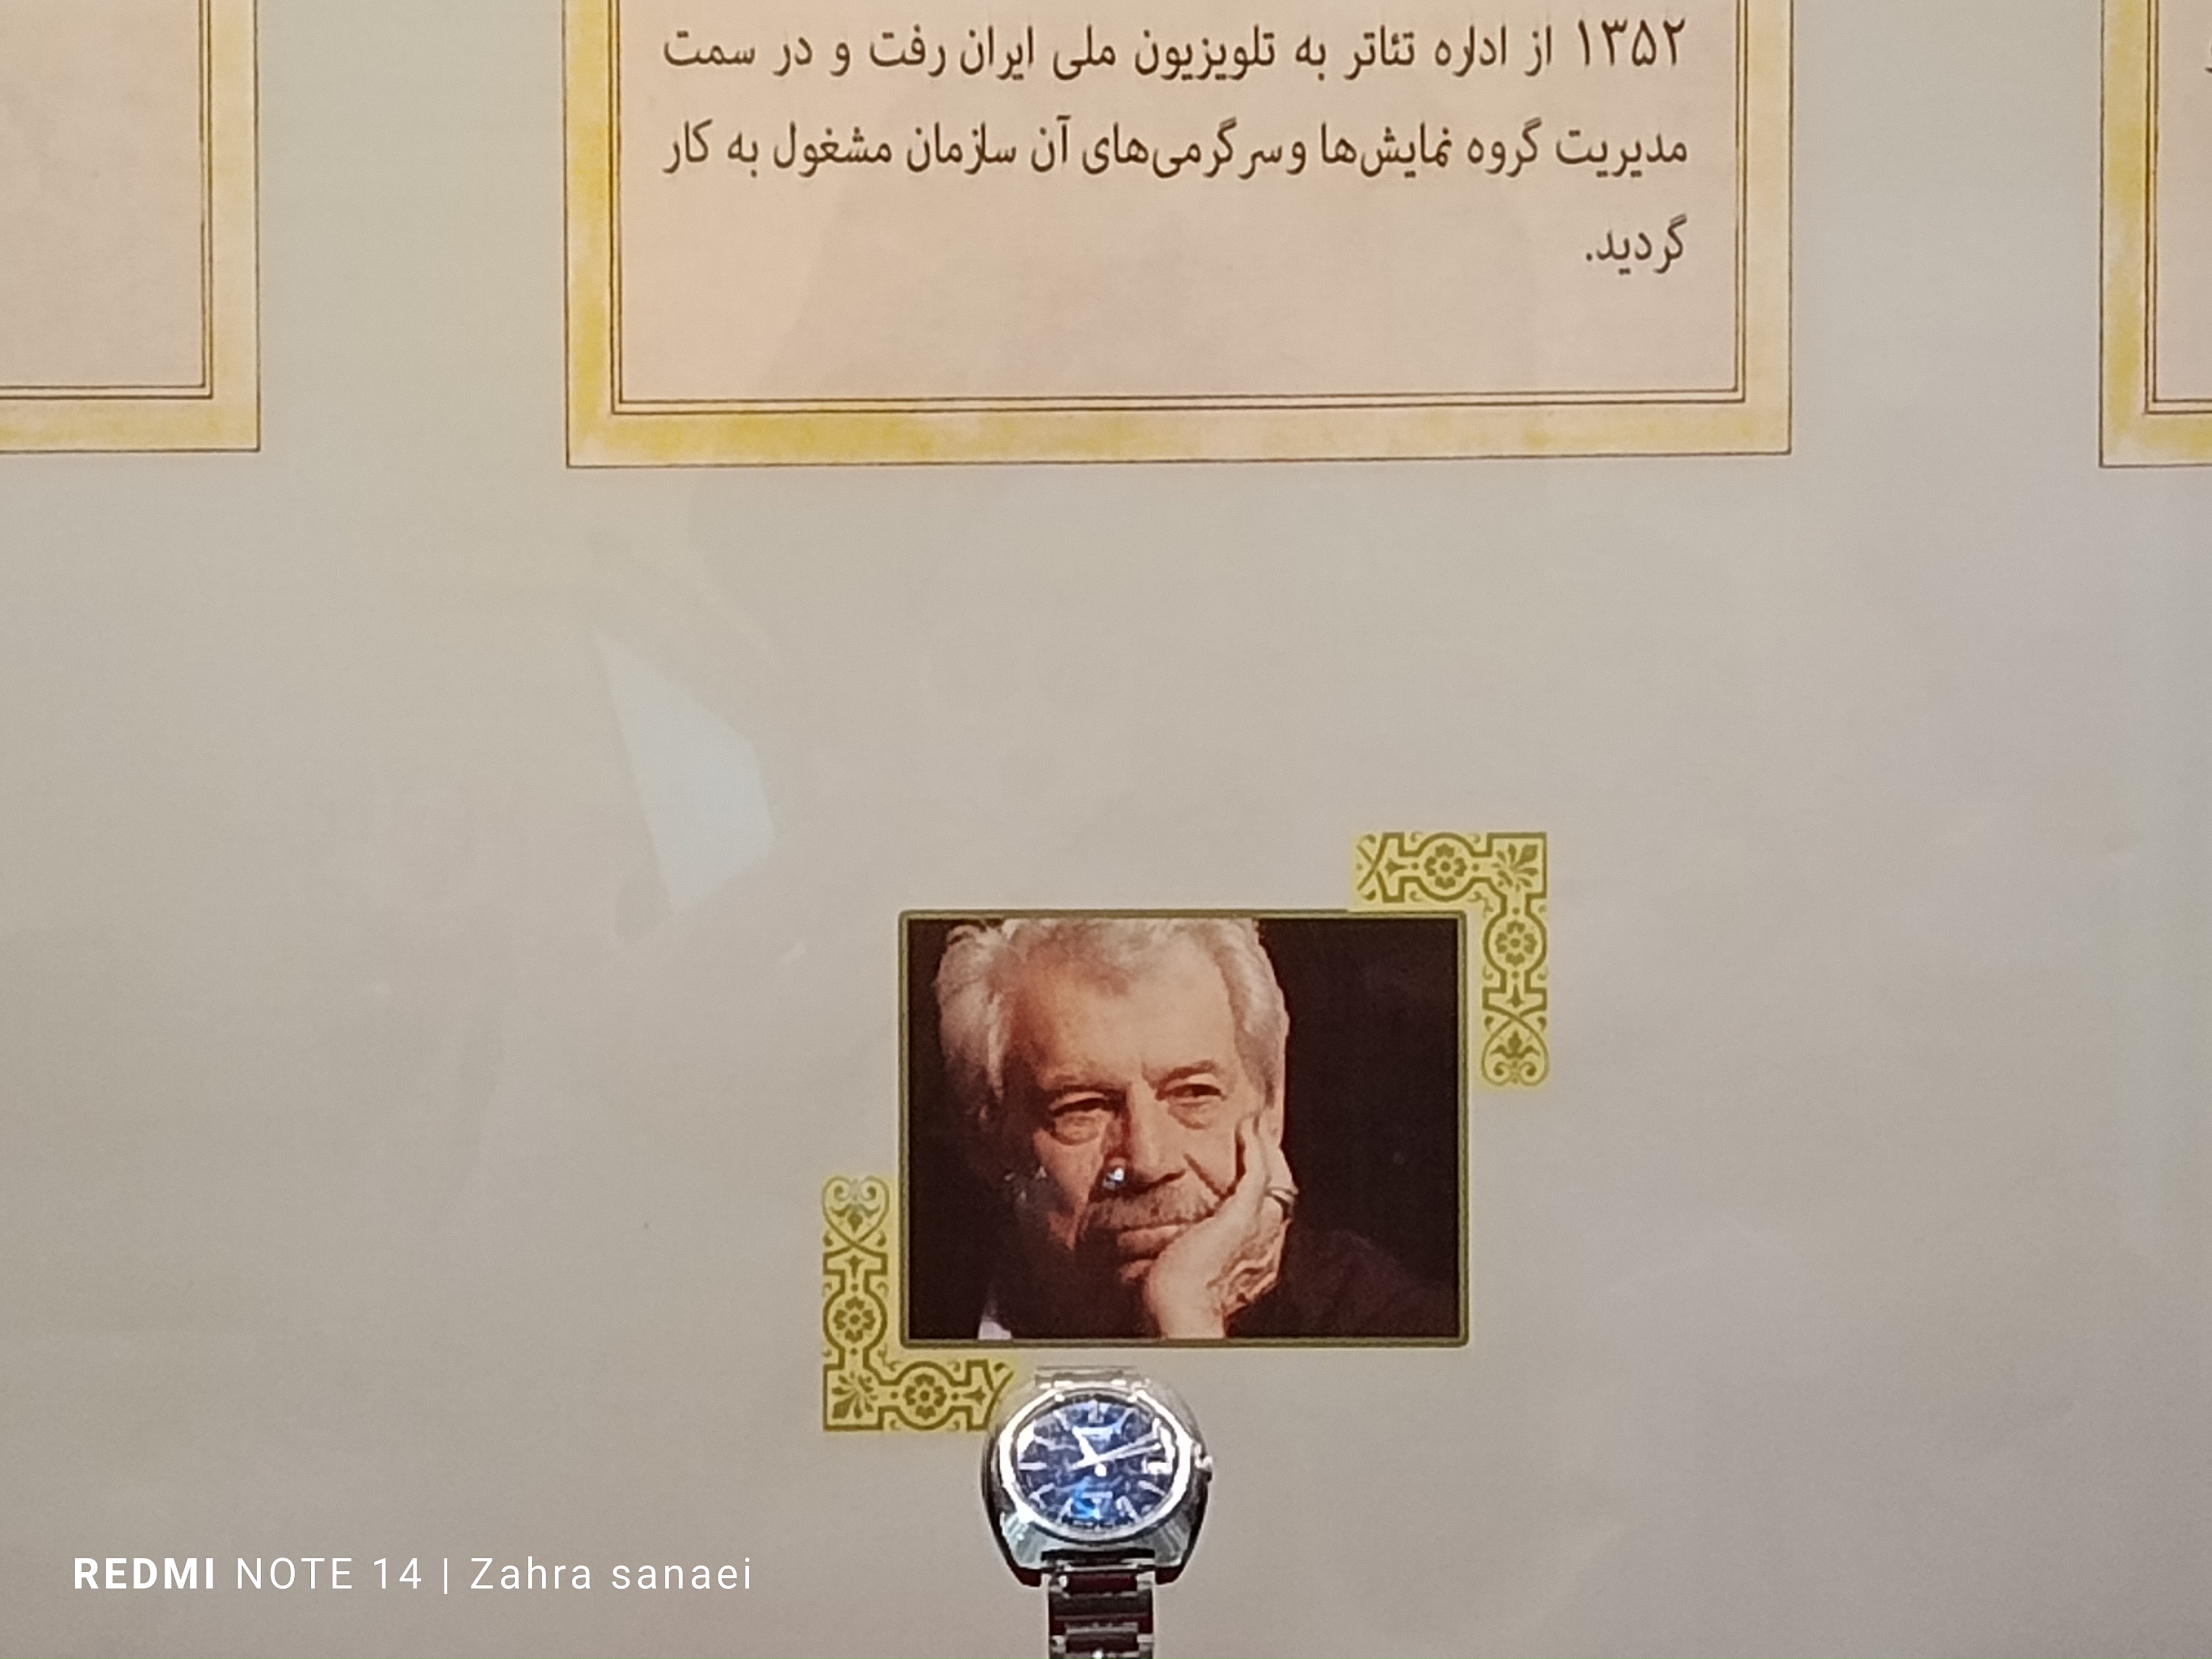 ۱۳۵۲ از اداره تئاتر به تلویزیون ملی ایران رفت و در سمت
مدیریت گروه نمایش‌ها وسرگرمی‌های آن سازمان مشغول به کار
گردید.
REDMI NOTE 14 | Zahra sanaei